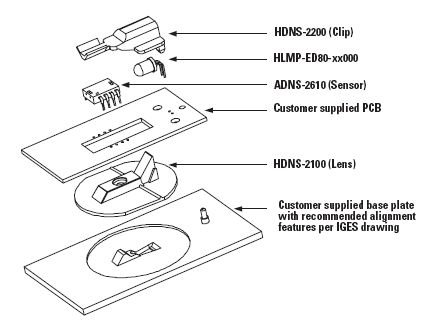 HDNS-2200 (Clip)
HLMP-ED80-xx000
ADNS-2610 (Sensor)
Customer supplied PCB
HDNS-2100 (Lens)
Customer supplied base plate
with recommended alignment
features per IGES drawing